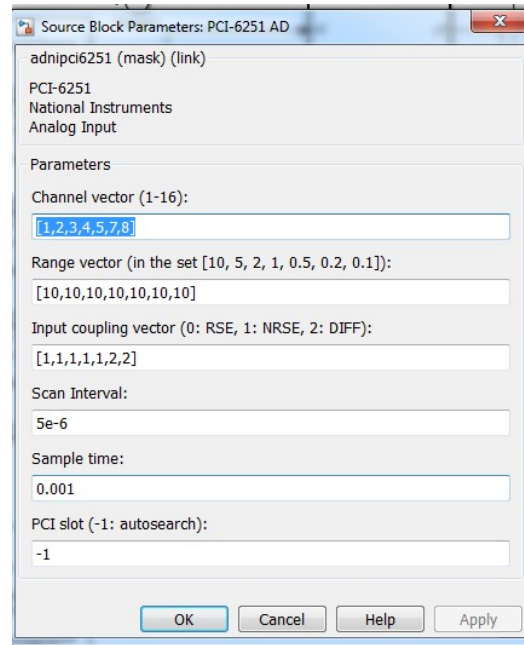 Source Block Parameters: PCI-6251 AD
adnipci6251 (mask) (link)
PCI-6251
National Instruments
Analog Input
Parameters
Channel vector (1-16):
[1,2,3,4,5,7,8]
Range vector (in the set [10, 5, 2, 1, 0.5, 0.2, 0.1]):
[10,10,10,10,10,10,10]
Input coupling vector (0: RSE, 1: NRSE, 2: DIFF):
[1,1,1,1,1,2,2]
Scan Interval:
5e-6
Sample time:
0.001
PCI slot (-1: autosearch):
-1
OK Cancel Help Apply